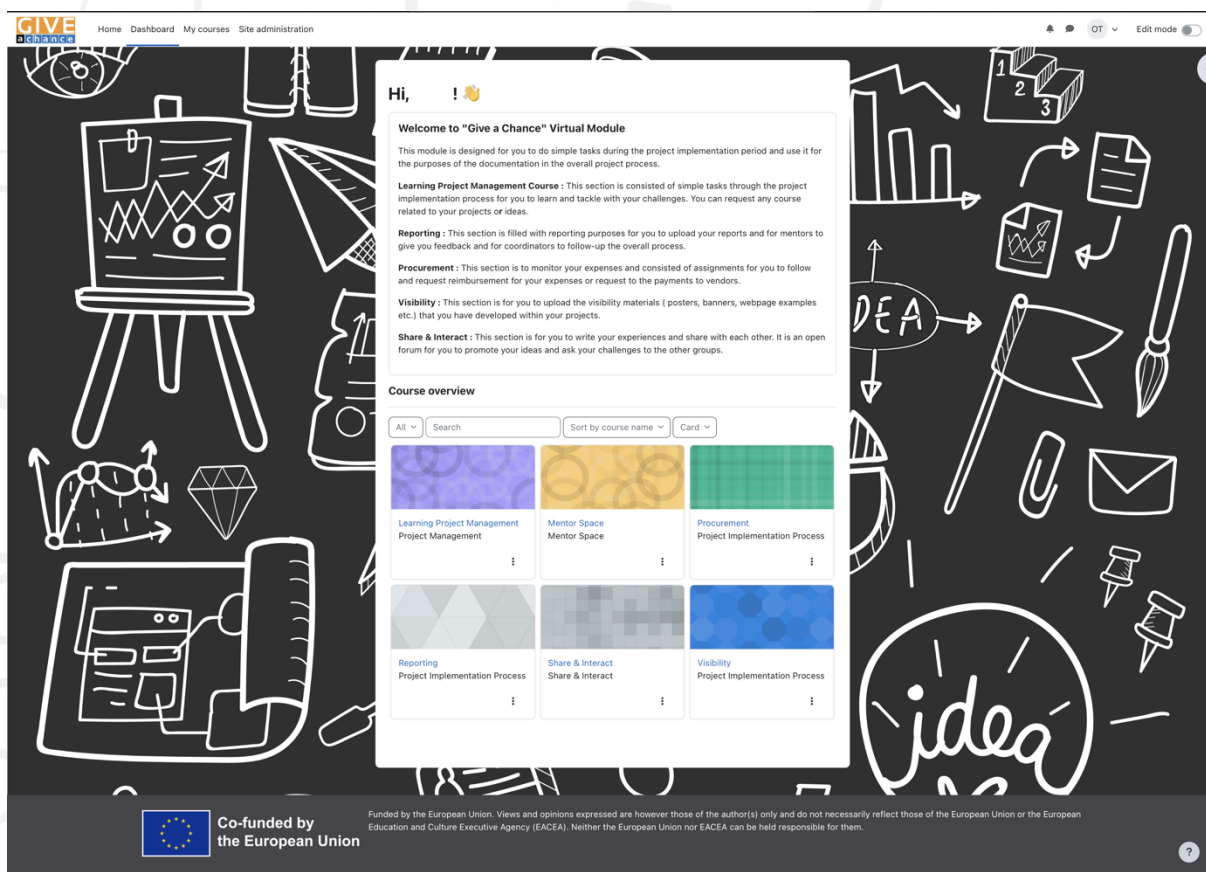 GIVE
a chance
Home Dashboard My courses Site administration
OT
Edit mode
1
2
3
Hi, ! 👋
Welcome to "Give a Chance" Virtual Module
This module is designed for you to do simple tasks during the project implementation period and use it for
the purposes of the documentation in the overall project process.
Learning Project Management Course : This section is consisted of simple tasks through the project
implementation process for you to learn and tackle with your challenges. You can request any course
related to your projects or ideas.
Reporting : This section is filled with reporting purposes for you to upload your reports and for mentors to
give you feedback and for coordinators to follow-up the overall process.
Procurement : This section is to monitor your expenses and consisted of assignments for you to follow
and request reimbursement for your expenses or request to the payments to vendors.
Visibility : This section is for you to upload the visibility materials ( posters, banners, webpage examples
etc.) that you have developed within your projects.
Share & Interact : This section is for you to write your experiences and share with each other. It is an open
forum for you to promote your ideas and ask your challenges to the other groups.
DEA
Course overview
All Search Sort by course name Card
Learning Project Management
Project Management
Mentor Space
Mentor Space
Procurement
Project Implementation Process
Reporting
Project Implementation Process
Share & Interact
Share & Interact
Visibility
Project Implementation Process
idea
Co-funded by
the European Union
Funded by the European Union. Views and opinions expressed are however those of the author(s) only and do not necessarily reflect those of the European Union or the European
Education and Culture Executive Agency (EACEA). Neither the European Union nor EACEA can be held responsible for them.
?